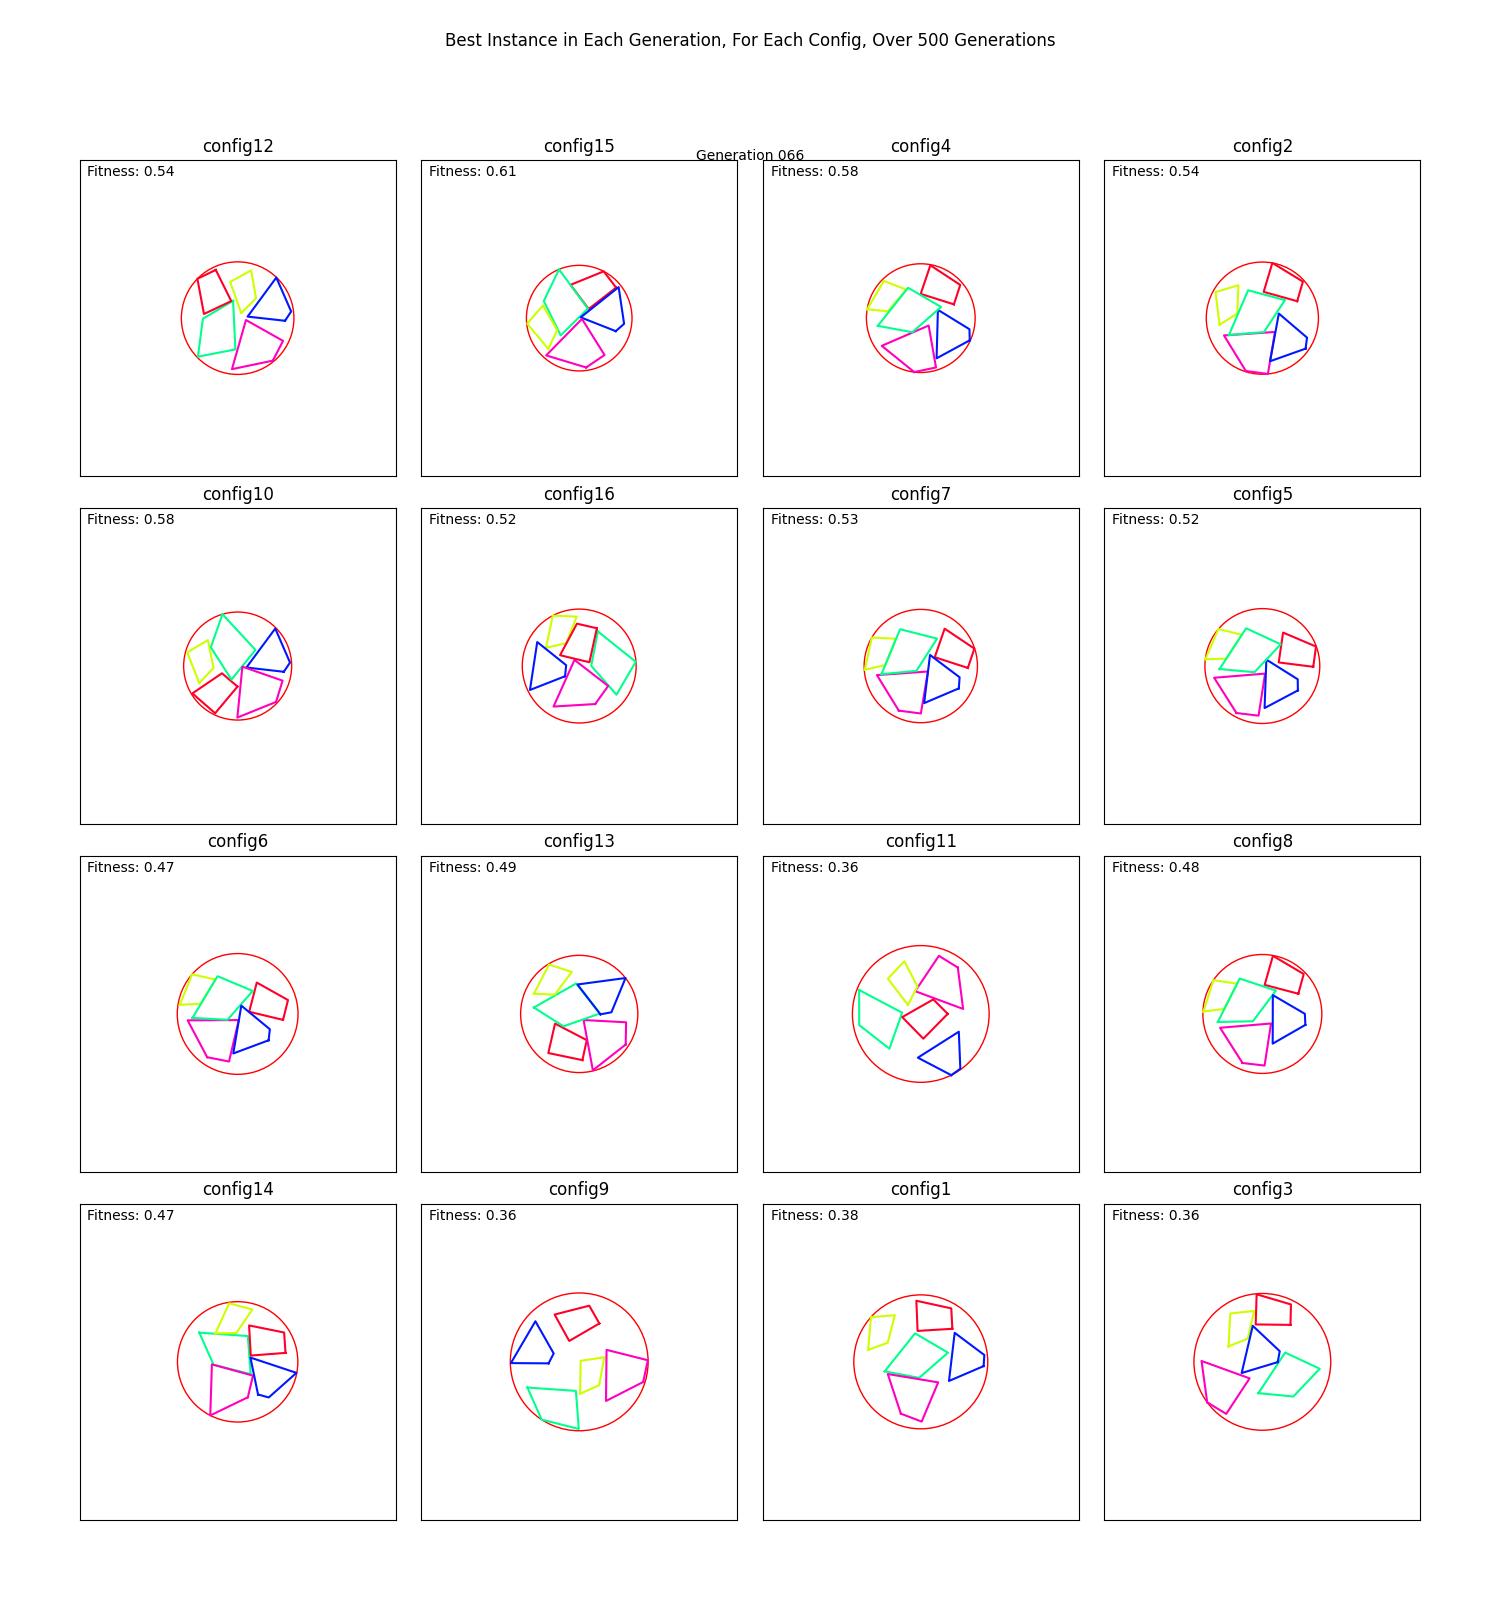 Best Instance in Each Generation, For Each Config, Over 500 Generations
Generation 066
config12
Fitness: 0.54
config15
Fitness: 0.61
config4
Fitness: 0.58
config2
Fitness: 0.54
config10
Fitness: 0.58
config16
Fitness: 0.52
config7
Fitness: 0.53
config5
Fitness: 0.52
config6
Fitness: 0.47
config13
Fitness: 0.49
config11
Fitness: 0.36
config8
Fitness: 0.48
config14
Fitness: 0.47
config9
Fitness: 0.36
config1
Fitness: 0.38
config3
Fitness: 0.36